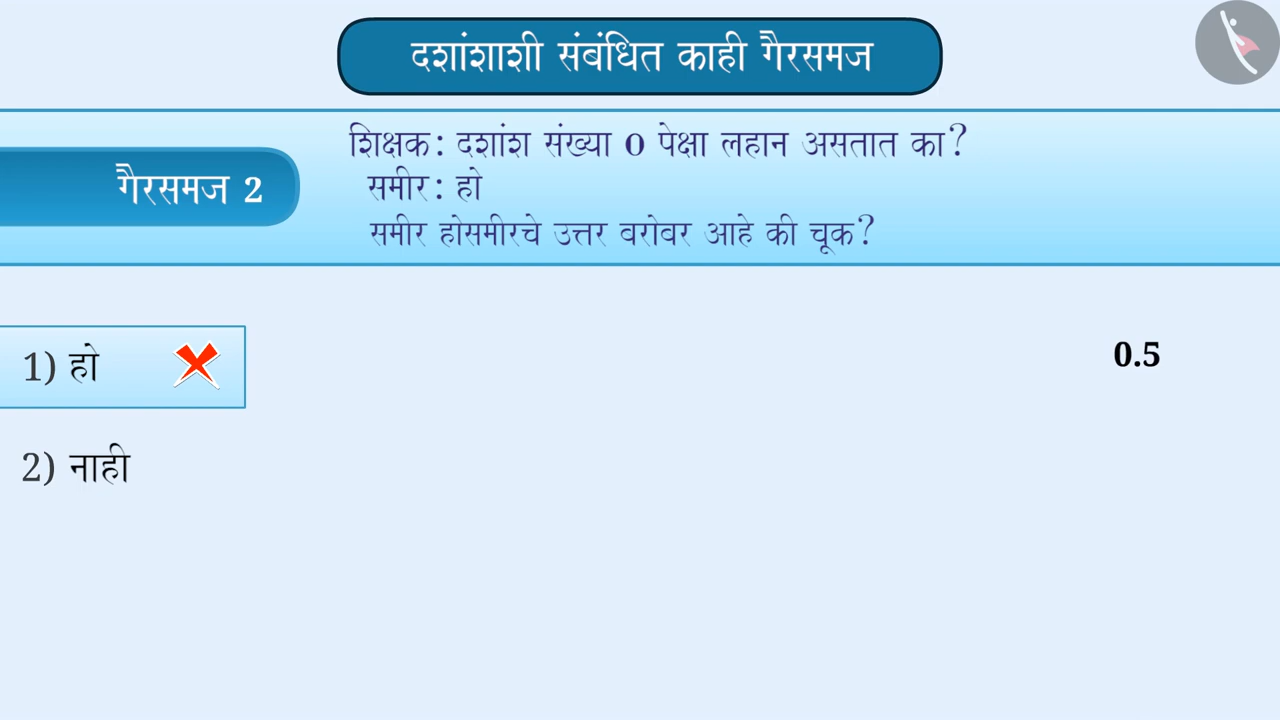 दशांशाशी संबंधित काही गैरसमज
गैरसमज 2
शिक्षक: दशांश संख्या 0 पेक्षा लहान असतात का?
समीर: हो
समीर होसमीरचे उत्तर बरोबर आहे की चूक?
1) हो
0.5
2) नाही